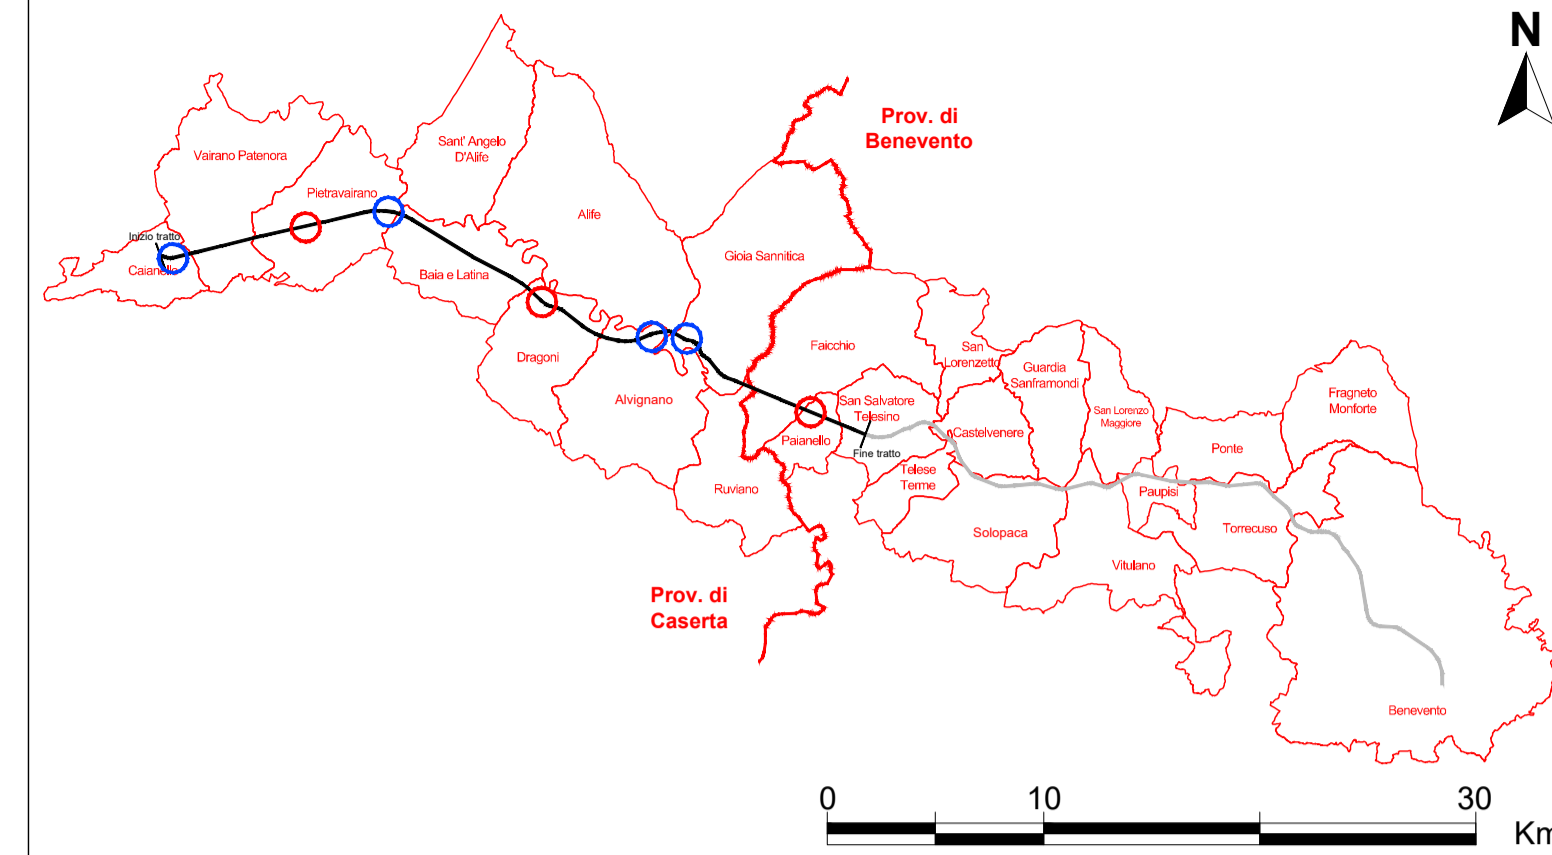 N
Prov. di
Benevento
Sant' Angelo
D'Alife
Vairano Patenora
Pietravairano
Alife
Inizio tratto
Caianello
Baia e Latina
Gioia Sannitica
Dragoni
Faicchio
San
Lorenzetto
Guardia
Sanframondi
Alvignano
San Salvatore
Telesino
San Lorenzo
Maggiore
Fragneto
Monforte
Paianello
Castelvenere
Fine tratto
Ponte
Telese
Terme
Ruviano
Paupisi
Solopaca
Torrecuso
Vitulano
Prov. di
Caserta
Benevento
0 10 30
Km